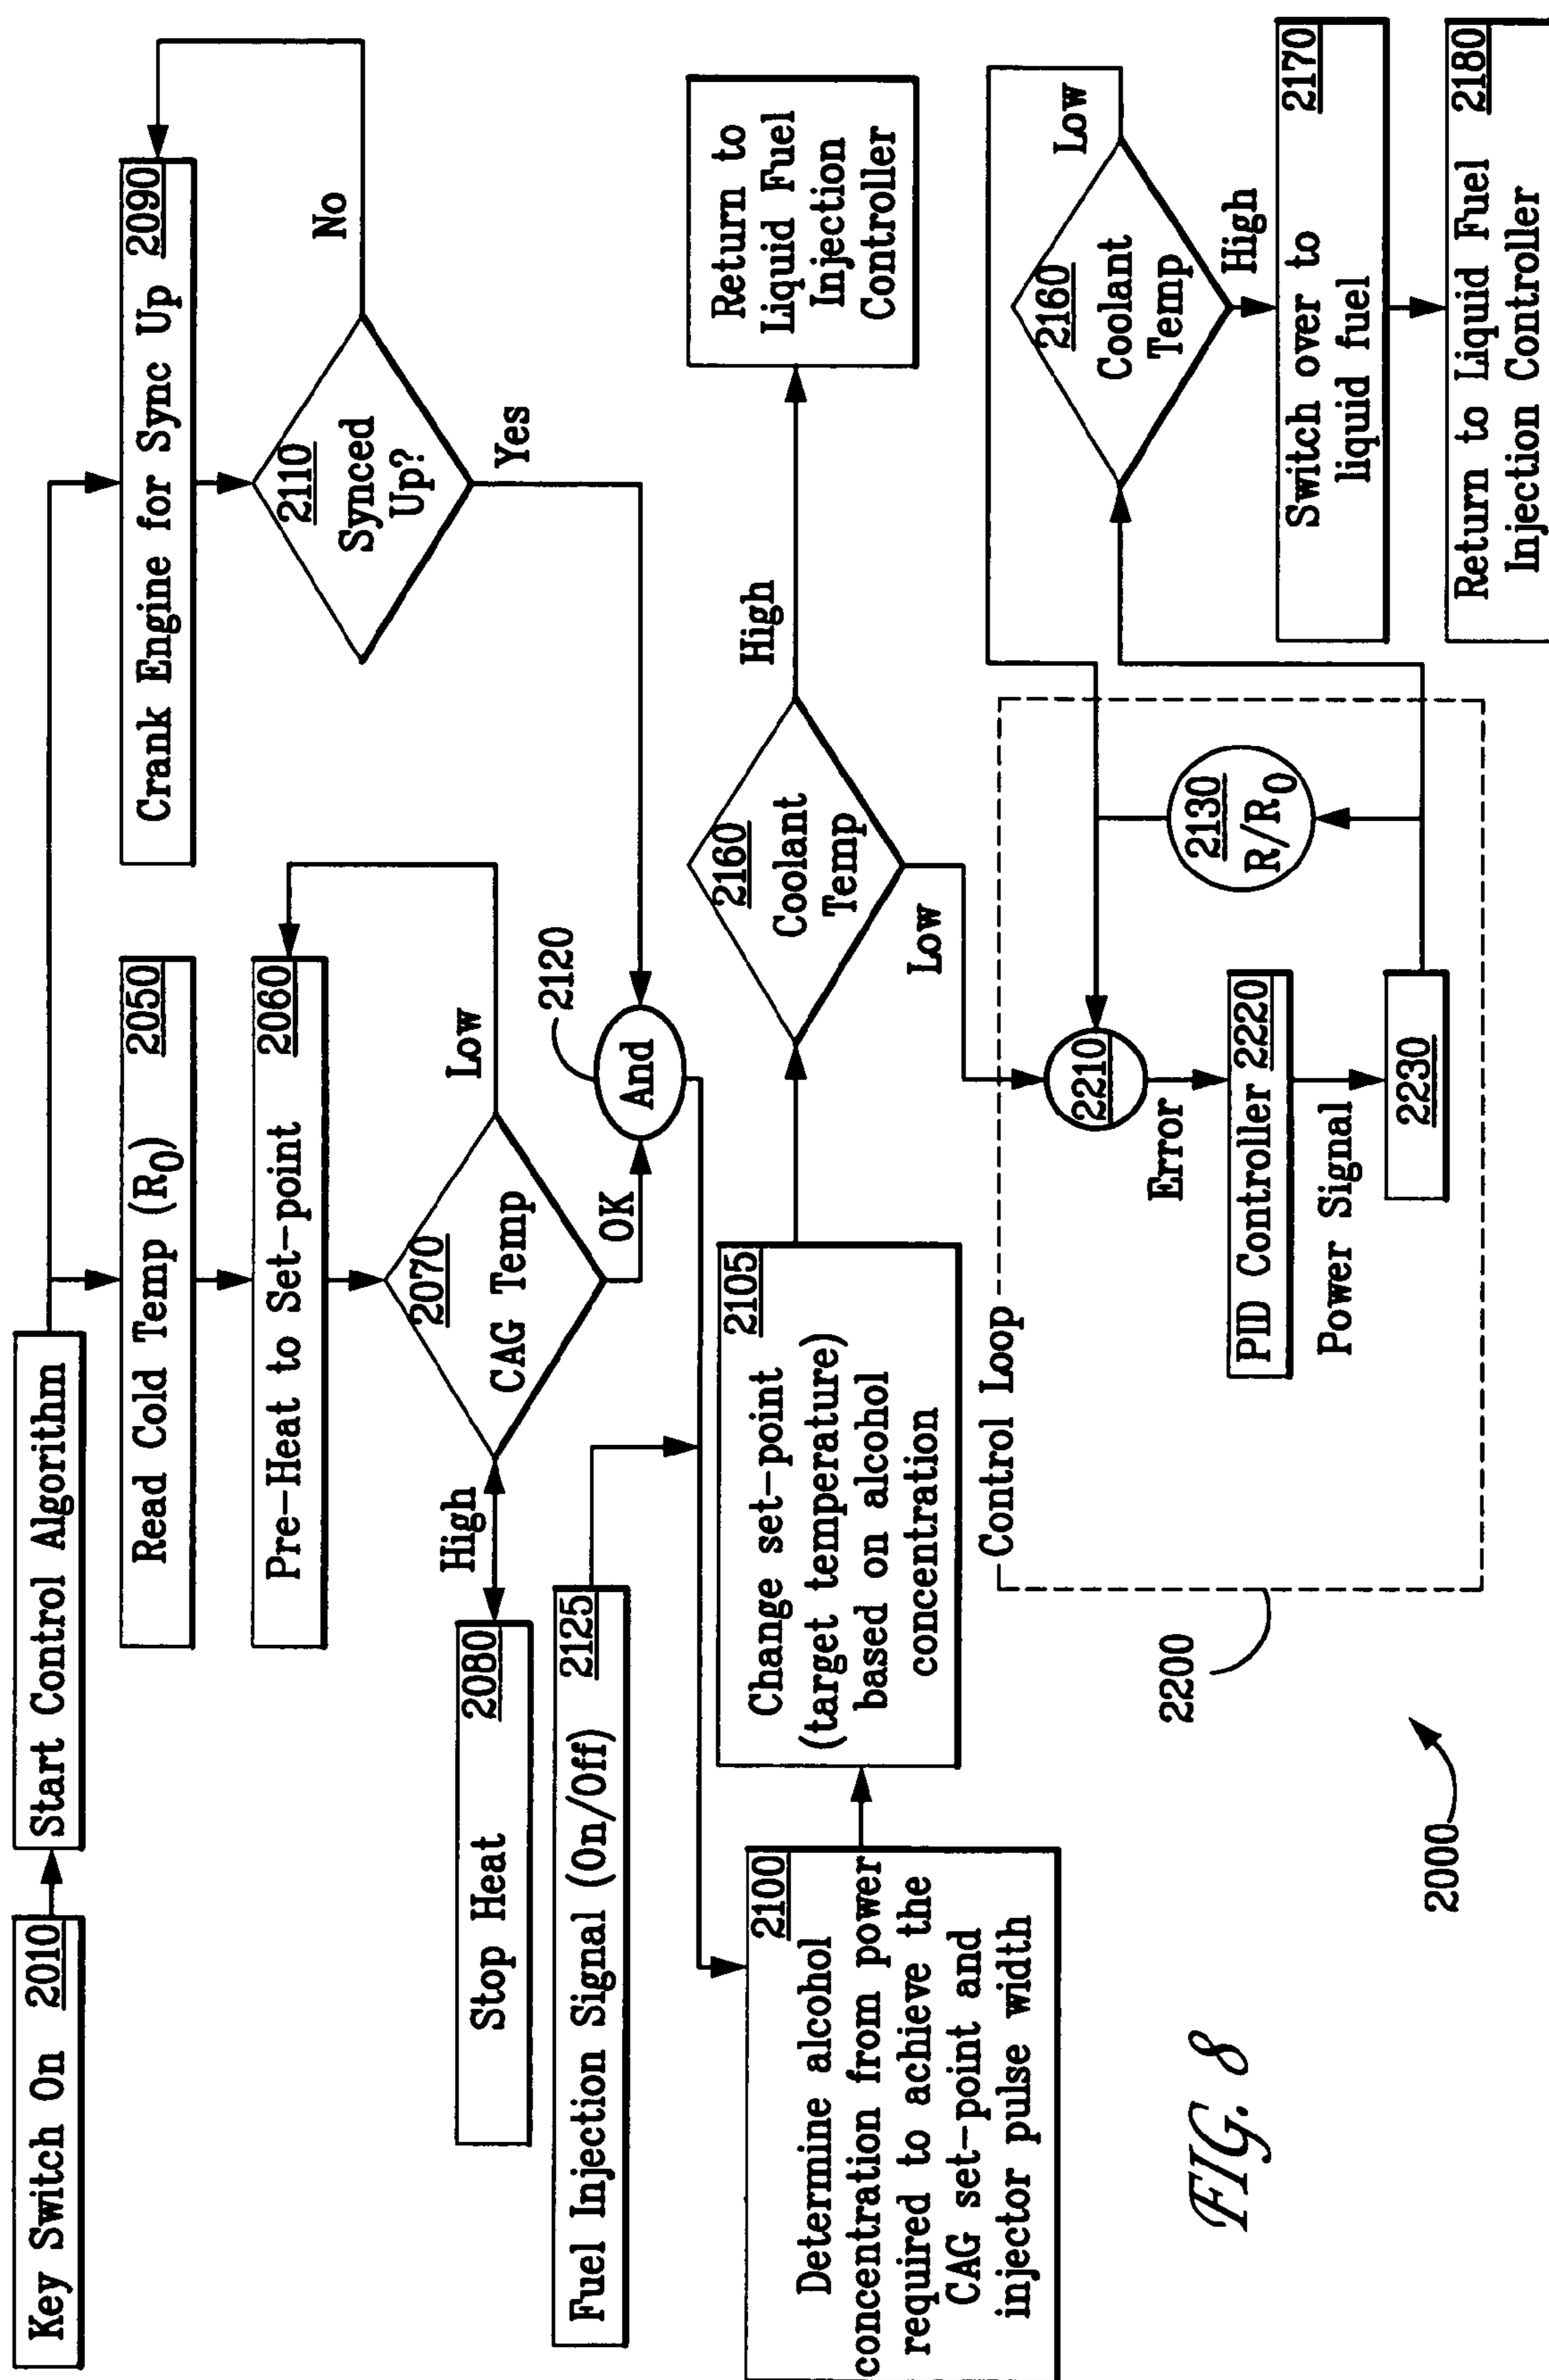 Key Switch On 2010
Start Control Algorithm
Read Cold Temp (R0) 2050
Crank Engine for Sync Up 2090
Pre-Heat to Set-point 2060
2070
CAG Temp
Low
High
OK
Stop Heat 2080
2110
Synced
Up?
No
Yes
Fuel Injection Signal (On/Off) 2125
And
2120
2100
Determine alcohol
concentration from power
required to achieve the
CAG set-point and
injector pulse width
2105
Change set-point
(target temperature)
based on alcohol
concentration
2160
Coolant
Temp
High
Low
Return to
Liquid Fuel
Injection
Controller
Control Loop
2210
Error
PID Controller 2220
Power Signal
2230
2130
R/R0
2160
Coolant
Temp
Low
High
Switch over to 2170
liquid fuel
Return to Liquid Fuel 2180
Injection Controller
2200
2000
FIG. 8